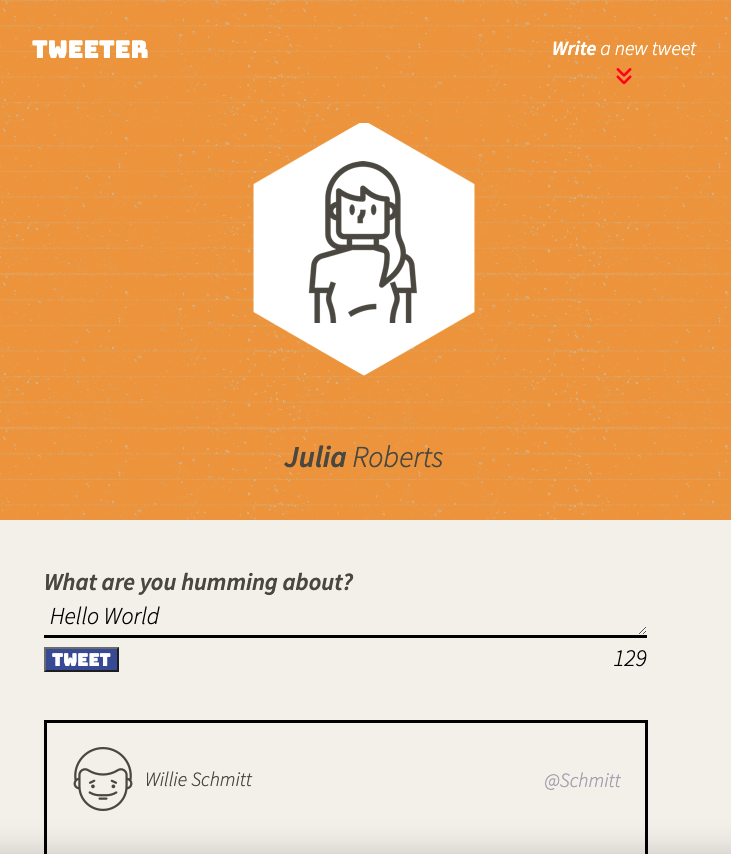 TWEETER
Write a new tweet
Julia Roberts
What are you humming about?
Hello World
TWEET
129
Willie Schmitt
@Schmitt